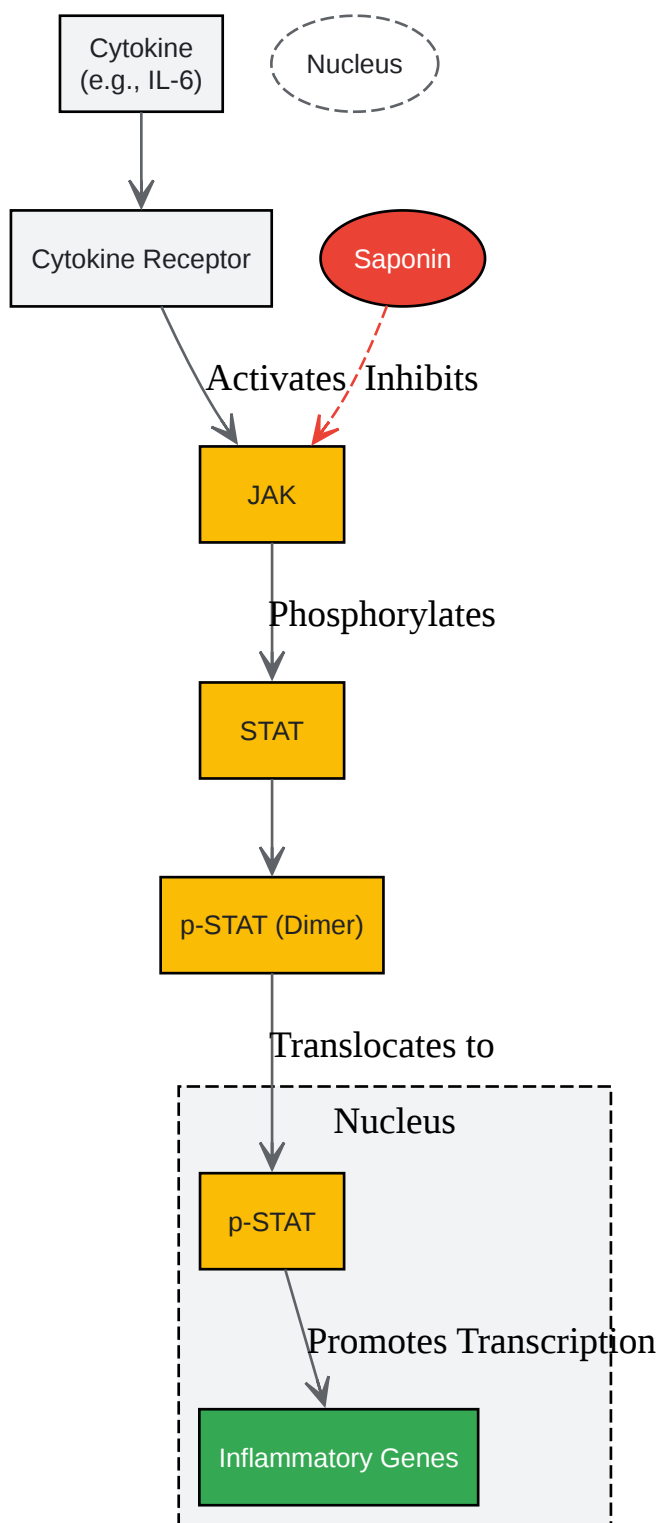 Cytokine
(e.g., IL-6)
Nucleus
Cytokine Receptor
Saponin
Activates
Inhibits
JAK
Phosphorylates
STAT
p-STAT (Dimer)
Translocates to
Nucleus
p-STAT
Promotes Transcription
Inflammatory Genes